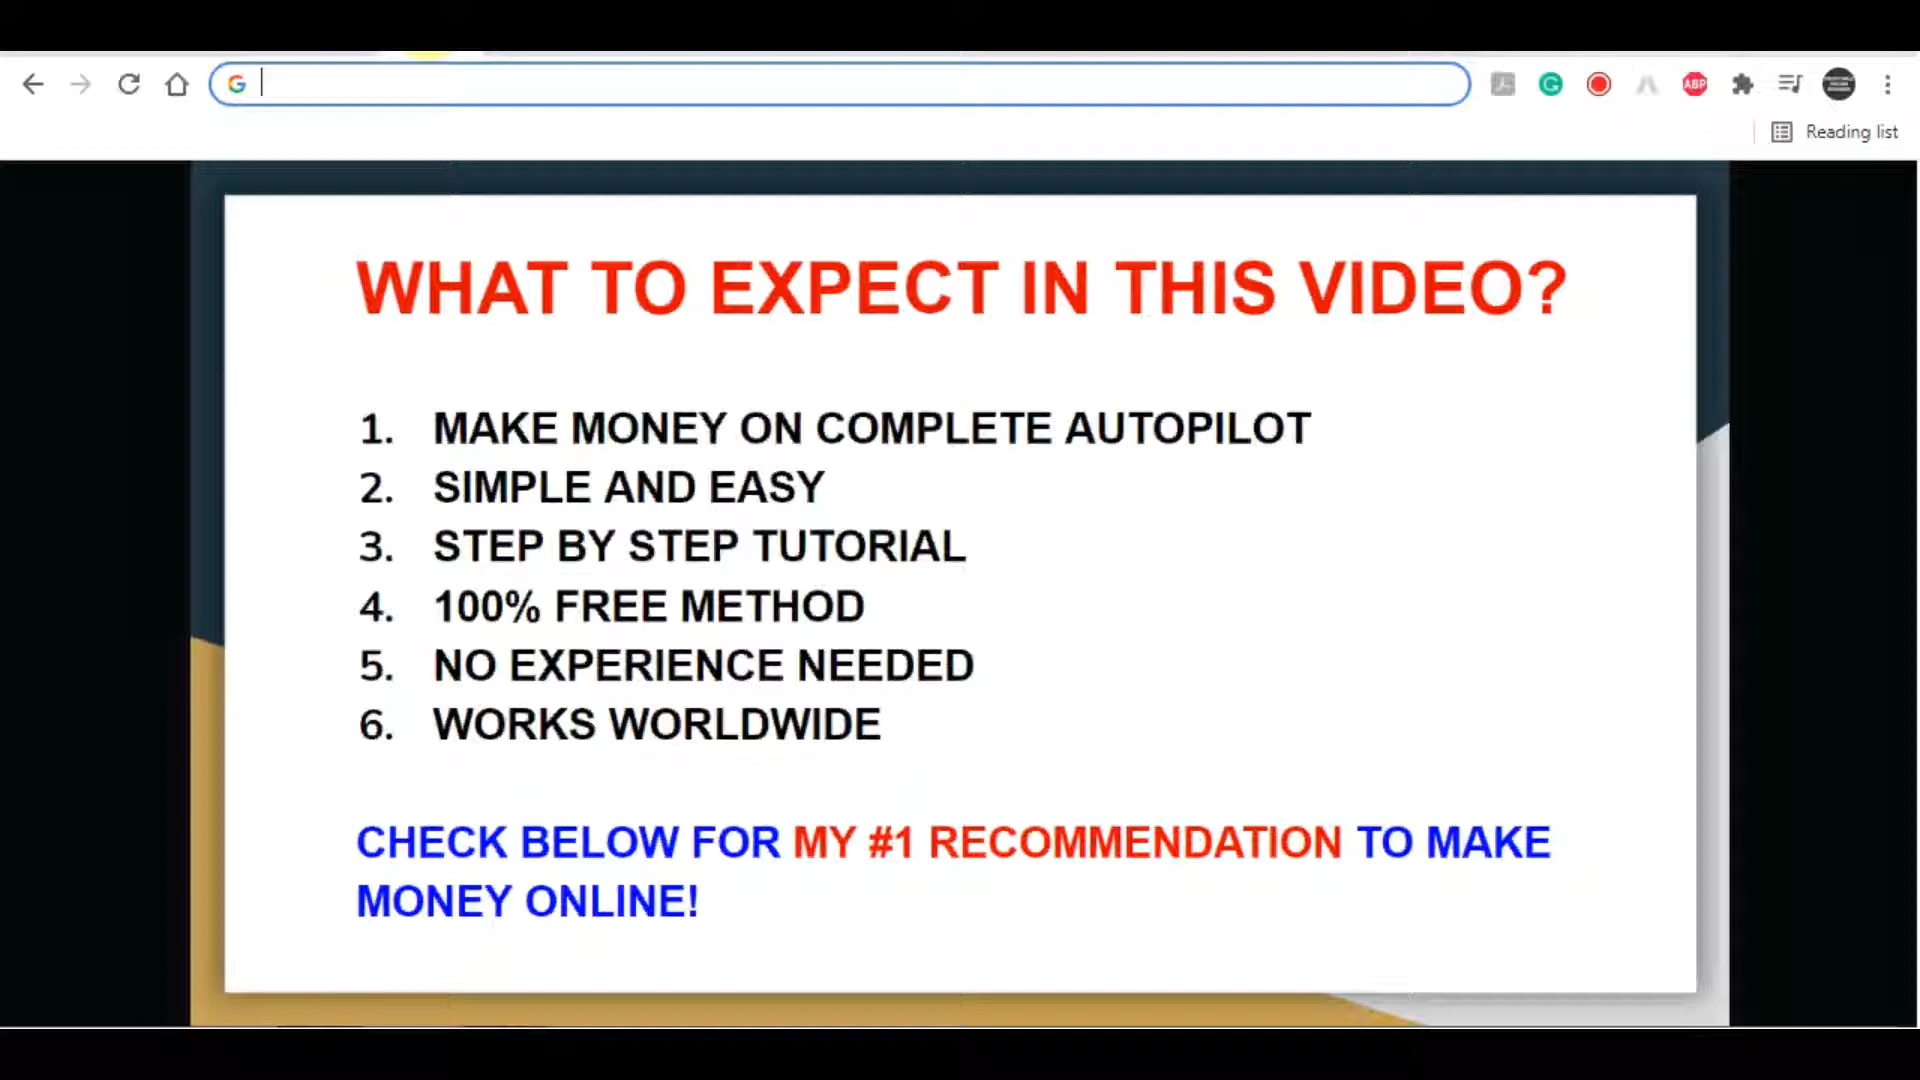 G
ABP
Reading list
WHAT TO EXPECT IN THIS VIDEO?
1. MAKE MONEY ON COMPLETE AUTOPILOT
2. SIMPLE AND EASY
3. STEP BY STEP TUTORIAL
4. 100% FREE METHOD
5. NO EXPERIENCE NEEDED
6. WORKS WORLDWIDE
CHECK BELOW FOR MY #1 RECOMMENDATION TO MAKE
MONEY ONLINE!